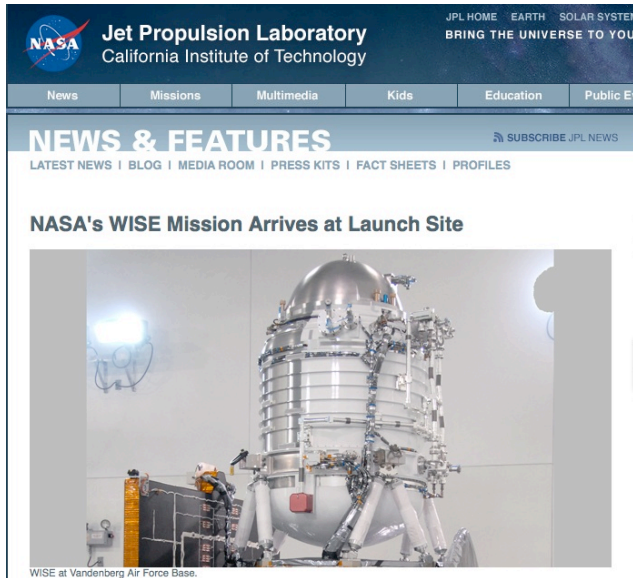 NASA
Jet Propulsion Laboratory
California Institute of Technology
JPL HOME EARTH SOLAR SYSTEM
BRING THE UNIVERSE TO YOU
News Missions Multimedia Kids Education Public
NEWS & FEATURES
SUBSCRIBE JPL NEWS
LATEST NEWS | BLOG | MEDIA ROOM | PRESS KITS | FACT SHEETS | PROFILES
NASA's WISE Mission Arrives at Launch Site
WISE at Vandenberg Air Force Base.